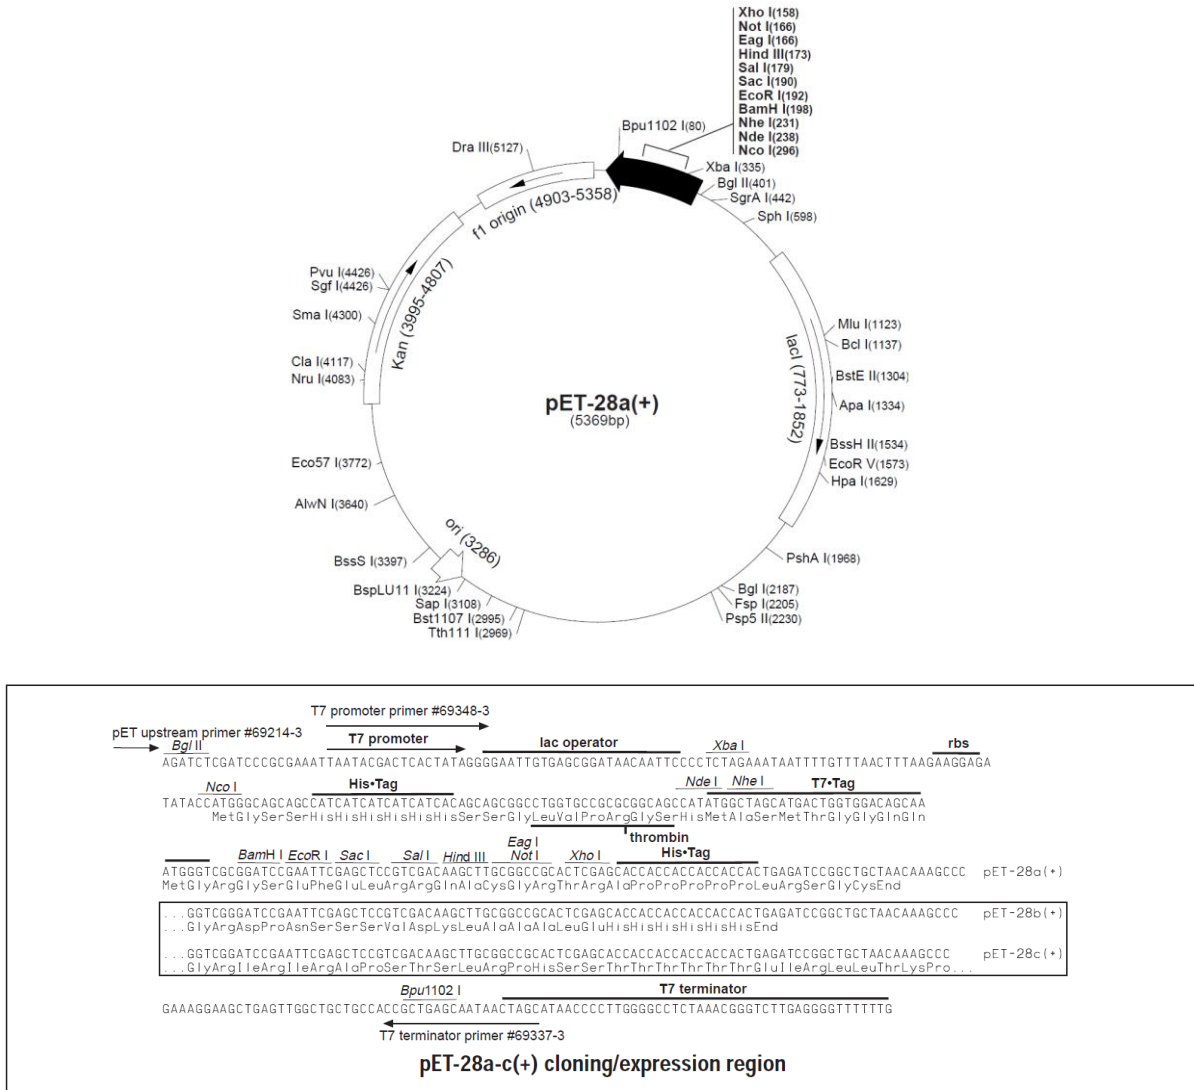 Xho I(158)
Not I(166)
Eag I(166)
Hind III(173)
Sal I(179)
Sac I(190)
EcoR I(192)
BamH I(198)
Nhe I(231)
Nde I(238)
Nco I(296)
Bpu1102 I(80)
Dra III(5127)
Xba I(335)
Bgl II(401)
SgrA I(442)
Sph I(598)
f1 origin (4903-5358)
Pvu I(4426)
Sgf I(4426)
Sma I(4300)
Kan (3995-4807)
Cla I(4117)
Nru I(4083)
lacI (773-1852)
Mlu I(1123)
Bcl I(1137)
BstE II(1304)
Apa I(1334)
pET-28a(+)
(5369bp)
BssH II(1534)
EcoR V(1573)
Hpa I(1629)
Eco57 I(3772)
AlwN I(3640)
ori (3286)
BssS I(3397)
PshA I(1968)
BspLU11 I(3224)
Sap I(3108)
Bst1107 I(2995)
Tth111 I(2969)
Bgl I(2187)
Fsp I(2205)
Psp5 II(2230)
T7 promoter primer #69348-3
pET upstream primer #69214-3
Bgl II T7 promoter lac operator Xba I rbs
AGATCTCGATCCCGCGAAATTAATACGACTCACTATAGGGGAATTGTGAGCGGATAACAATTCCCCTCTAGAAATAATTTTGTTTAACTTTAAGAAGGAGA
Nco I His•Tag Nde I Nhe I T7•Tag
TATACCATGGGCAGCAGCCATCATCATCATCATCACAGCAGCGGCCTGGTGCCGCGCGGCAGCCATATGGCTAGCATGACTGGTGGACAGCAA
MetGlySerSerHisHisHisHisHisHisSerSerGlyLeuValProArgGlySerHisMetAlaSerMetThrGlyGlyGlnGln
thrombin
BamH I EcoR I Sac I Sal I Hind III Eag I Not I Xho I His•Tag
ATGGGTCGCGGATCCGAATTCGAGCTCCGTCGACAAGCTTGCGGCCGCACTCGAGCACCACCACCACCACCACTGAGATCCGGCTGCTAACAAAGCCC pET-28a(+)
MetGlyArgGlySerGluPheGluLeuArgArgGlnAlaCysGlyArgThrArgAlaProProProProProLeuArgSerGlyCysEnd
...GGTCGGGATCCGAATTCGAGCTCCGTCGACAAGCTTGCGGCCGCACTCGAGCACCACCACCACCACCACTGAGATCCGGCTGCTAACAAAGCCC pET-28b(+)
...GlyArgAspProAsnSerSerSerValAspLysLeuAlaAlaAlaLeuGluHisHisHisHisHisHisEnd
...GGTCGGATCCGAATTCGAGCTCCGTCGACAAGCTTGCGGCCGCACTCGAGCACCACCACCACCACCACTGAGATCCGGCTGCTAACAAAGCCC pET-28c(+)
...GlyArgIleArgIleArgAlaProSerThrSerLeuArgProHisSerSerThrThrThrThrThrThrGluIleArgLeuLeuThrLysPro...
Bpu1102 I T7 terminator
GAAAGGAAGCTGAGTTGGCTGCTGCCACCGCTGAGCAATAACTAGCATAACCCCTTGGGGCCTCTAAACGGGTCTTGAGGGGTTTTTTG
T7 terminator primer #69337-3
pET-28a-c(+) cloning/expression region